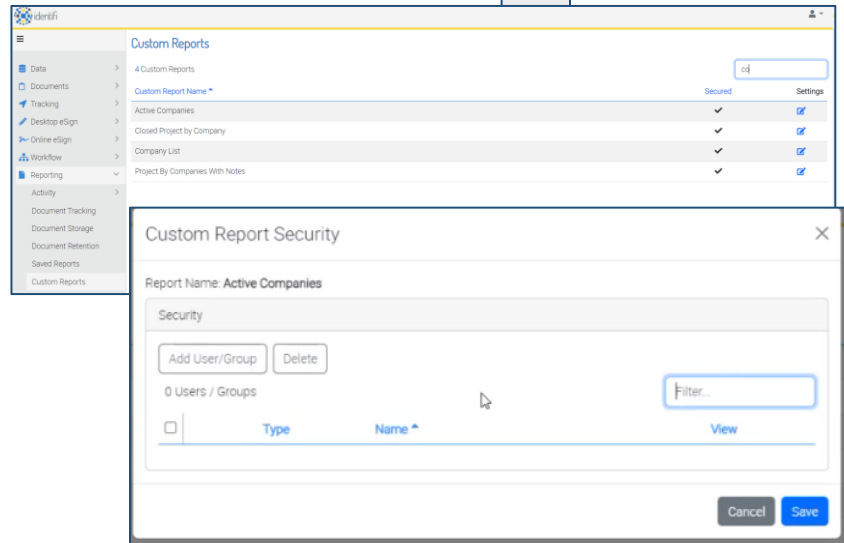 identifi
Custom Reports
Data
4 Custom Reports
co
Documents
Custom Report Name
Secured
Settings
Tracking
Active Companies
Desktop eSign
Closed Project by Company
Online eSign
Company List
Workflow
Project By Companies With Notes
Reporting
Activity
Document Tracking
Document Storage
Document Retention
Saved Reports
Custom Reports
Custom Report Security
Report Name: Active Companies
Security
Add User/Group Delete
0 Users / Groups
Filter...
Type Name View
Cancel Save